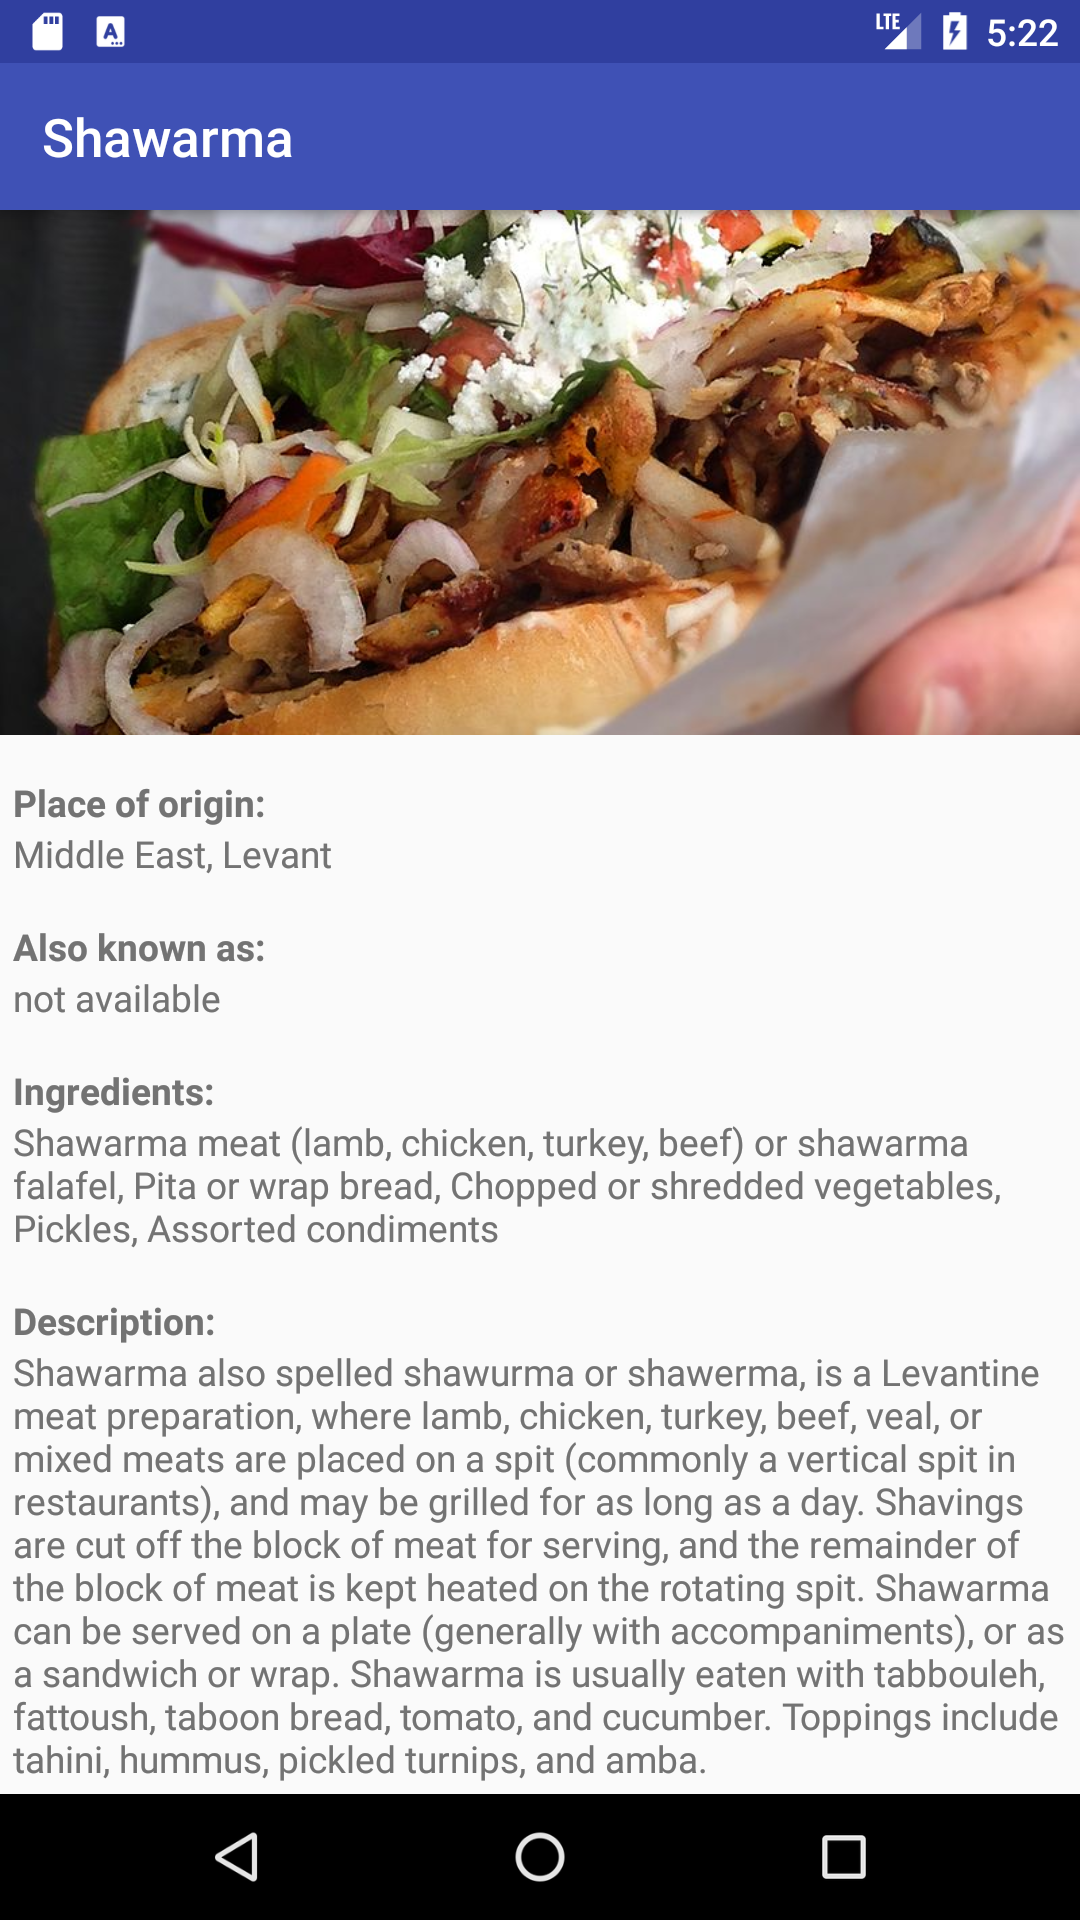 LTE 5:22
Shawarma
Place of origin:
Middle East, Levant
Also known as:
not available
Ingredients:
Shawarma meat (lamb, chicken, turkey, beef) or shawarma
falafel, Pita or wrap bread, Chopped or shredded vegetables,
Pickles, Assorted condiments
Description:
Shawarma also spelled shawurma or shawerma, is a Levantine
meat preparation, where lamb, chicken, turkey, beef, veal, or
mixed meats are placed on a spit (commonly a vertical spit in
restaurants), and may be grilled for as long as a day. Shavings
are cut off the block of meat for serving, and the remainder of
the block of meat is kept heated on the rotating spit. Shawarma
can be served on a plate (generally with accompaniments), or as
a sandwich or wrap. Shawarma is usually eaten with tabbouleh,
fattoush, taboon bread, tomato, and cucumber. Toppings include
tahini, hummus, pickled turnips, and amba.